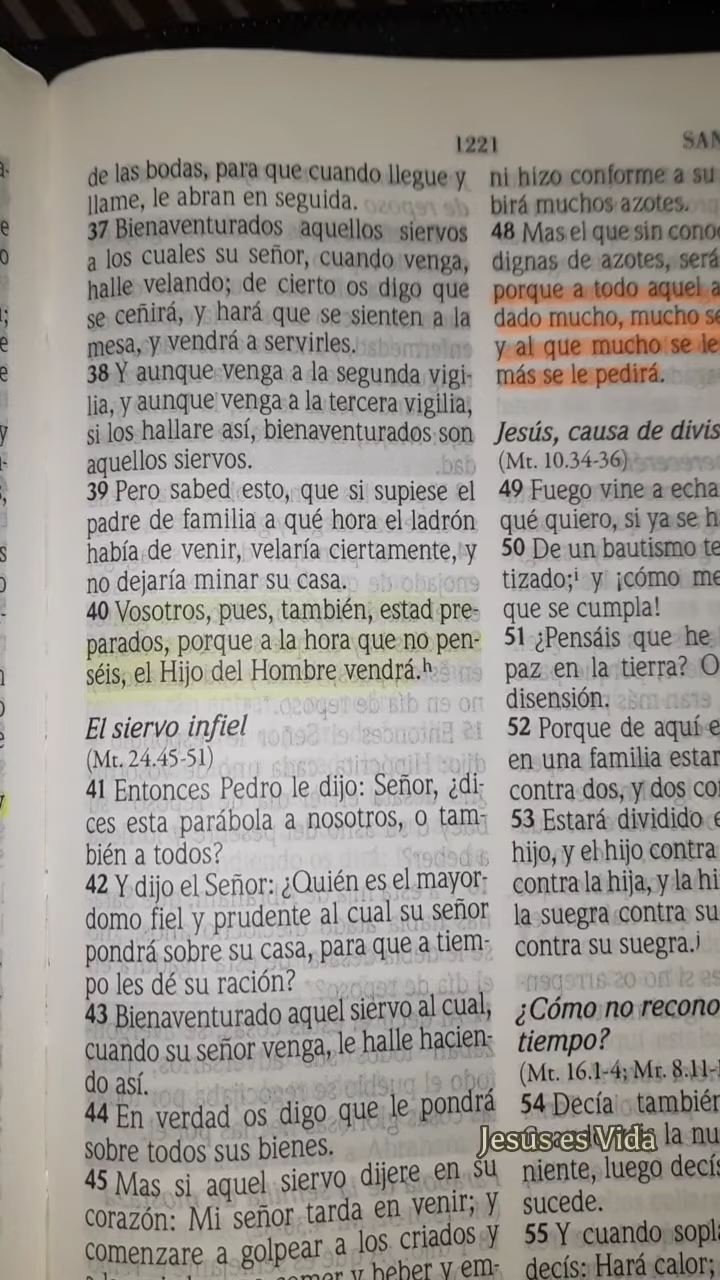 1221
SAN
de las bodas, para que cuando llegue y
llame, le abran en seguida.
37 Bienaventurados aquellos siervos
a los cuales su señor, cuando venga,
halle velando; de cierto os digo que
se ceñirá, y hará que se sienten a la
mesa, y vendrá a servirles.
38 Y aunque venga a la segunda vigi-
lia, y aunque venga a la tercera vigilia,
si los hallare así, bienaventurados son
aquellos siervos.
39 Pero sabed esto, que si supiese el
padre de familia a qué hora el ladrón
había de venir, velaría ciertamente, y
no dejaría minar su casa.
40 Vosotros, pues, también, estad pre-
parados, porque a la hora que no pen-
séis, el Hijo del Hombre vendrá.ʰ
El siervo infiel
(Mt. 24.45-51)
41 Entonces Pedro le dijo: Señor, ¿di-
ces esta parábola a nosotros, o tam-
bién a todos?
42 Y dijo el Señor: ¿Quién es el mayor-
domo fiel y prudente al cual su señor
pondrá sobre su casa, para que a tiem-
po les dé su ración?
43 Bienaventurado aquel siervo al cual,
cuando su señor venga, le halle hacien-
do así.
44 En verdad os digo que le pondrá
sobre todos sus bienes.
45 Mas si aquel siervo dijere en su
corazón: Mi señor tarda en venir; y
comenzare a golpear a los criados y
y beber y em-
ni hizo conforme a su
birá muchos azotes.
48 Mas el que sin cono
dignas de azotes, será
porque a todo aquel a
dado mucho, mucho se
y al que mucho se le
más se le pedirá.
Jesús, causa de divis
(Mt. 10.34-36)
49 Fuego vine a echa
qué quiero, si ya se h
50 De un bautismo te
tizado;ⁱ y ¡cómo me
que se cumpla!
51 ¿Pensáis que he
paz en la tierra? O
disensión.
52 Porque de aquí e
en una familia estar
contra dos, y dos co
53 Estará dividido e
hijo, y el hijo contra
contra la hija, y la hi
la suegra contra su
contra su suegra.ʲ
¿Cómo no recono
tiempo?
(Mt. 16.1-4; Mr. 8.11-
54 Decía también
la nu
niente, luego decís
sucede.
55 Y cuando sopla
decís: Hará calor;
Jesús es Vida